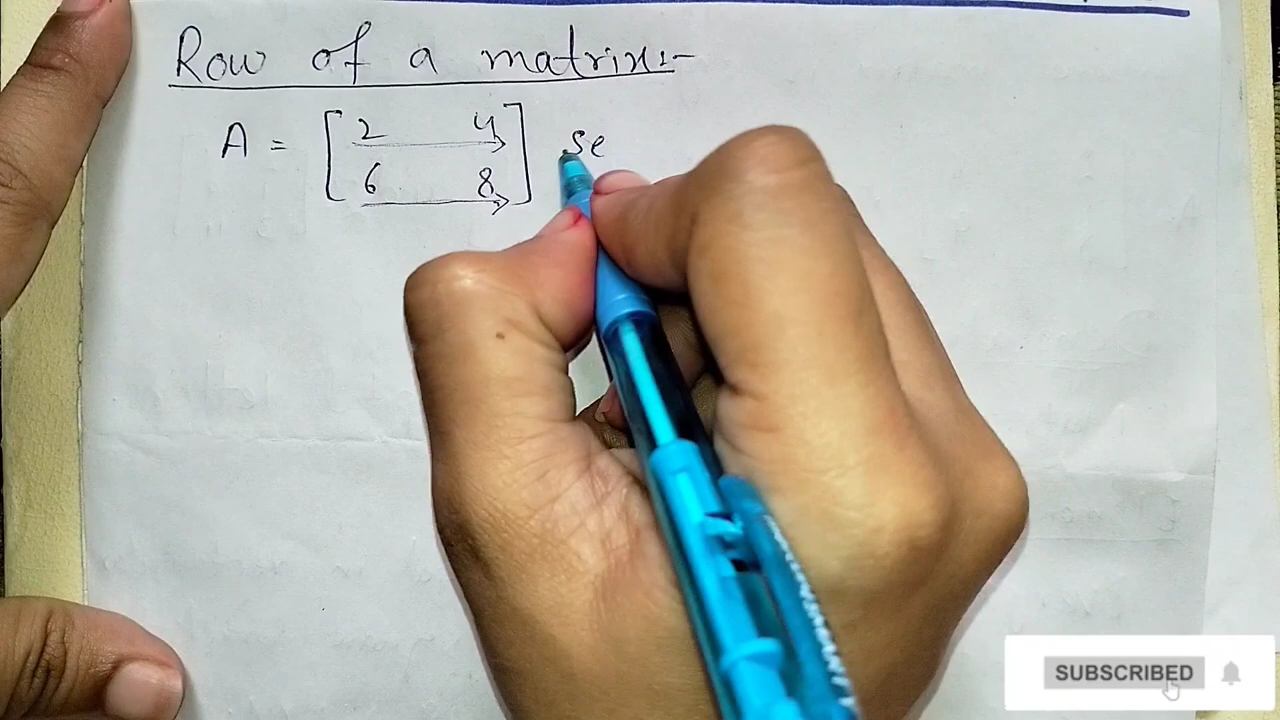 Row of a matrix:-
A = [2 4
6 8] se
SUBSCRIBED